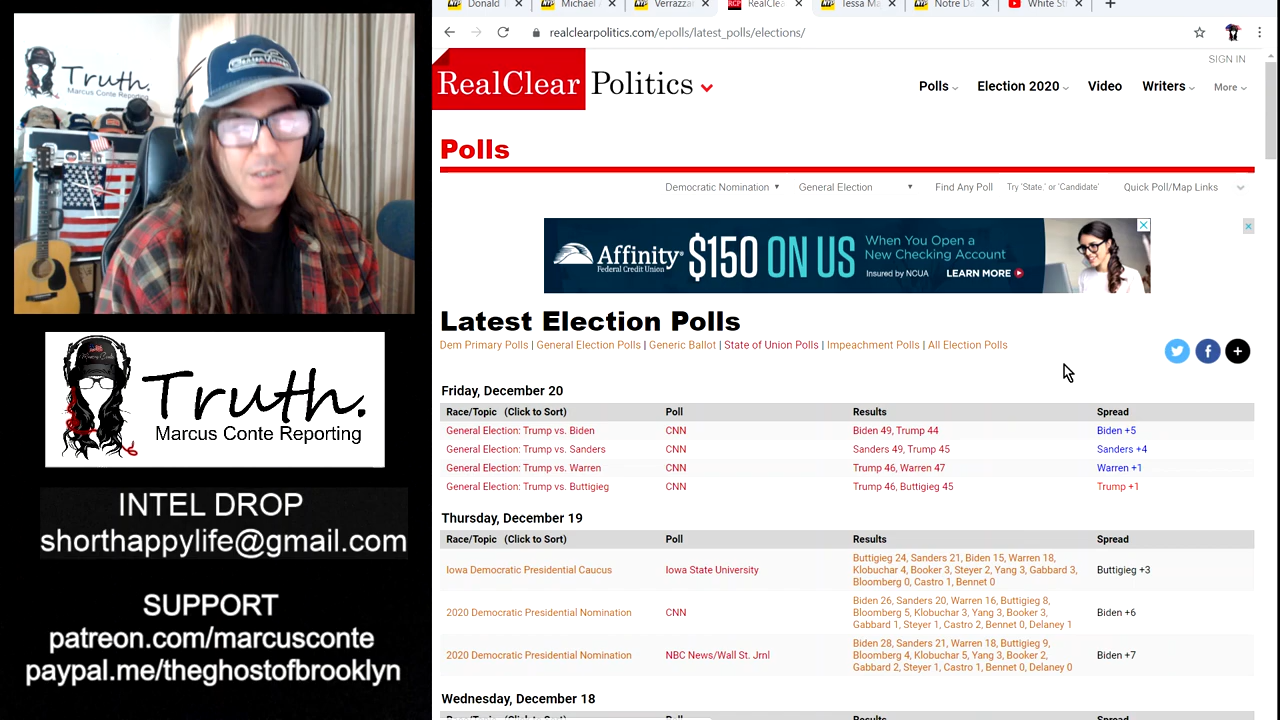 Truth.
Marcus Conte Reporting
Truth.
Marcus Conte Reporting
INTEL DROP
shorthappylife@gmail.com
SUPPORT
patreon.com/marcusconte
paypal.me/theghostofbrooklyn
Donald
Michael
Verrazza
RCP RealClea
Tessa Ma
Notre Da
White St
realclearpolitics.com/epolls/latest_polls/elections/
SIGN IN
RealClear Politics
Polls Election 2020 Video Writers More
Polls
Democratic Nomination General Election Find Any Poll Try 'State.' or 'Candidate' Quick Poll/Map Links
Affinity Federal Credit Union $150 ON US When You Open a New Checking Account
Insured by NCUA LEARN MORE
Latest Election Polls
Dem Primary Polls | General Election Polls | Generic Ballot | State of Union Polls | Impeachment Polls | All Election Polls
Friday, December 20
Race/Topic (Click to Sort) Poll Results Spread
General Election: Trump vs. Biden CNN Biden 49, Trump 44 Biden +5
General Election: Trump vs. Sanders CNN Sanders 49, Trump 45 Sanders +4
General Election: Trump vs. Warren CNN Trump 46, Warren 47 Warren +1
General Election: Trump vs. Buttigieg CNN Trump 46, Buttigieg 45 Trump +1
Thursday, December 19
Race/Topic (Click to Sort) Poll Results Spread
Iowa Democratic Presidential Caucus Iowa State University Buttigieg 24, Sanders 21, Biden 15, Warren 18, Klobuchar 4, Booker 3, Steyer 2, Yang 3, Gabbard 3, Bloomberg 0, Castro 1, Bennet 0 Buttigieg +3
2020 Democratic Presidential Nomination CNN Biden 26, Sanders 20, Warren 16, Buttigieg 8, Bloomberg 5, Klobuchar 3, Yang 3, Booker 3, Gabbard 1, Steyer 1, Castro 2, Bennet 0, Delaney 1 Biden +6
2020 Democratic Presidential Nomination NBC News/Wall St. Jrnl Biden 28, Sanders 21, Warren 18, Buttigieg 9, Bloomberg 4, Klobuchar 5, Yang 3, Booker 2, Gabbard 2, Steyer 1, Castro 1, Bennet 0, Delaney 0 Biden +7
Wednesday, December 18